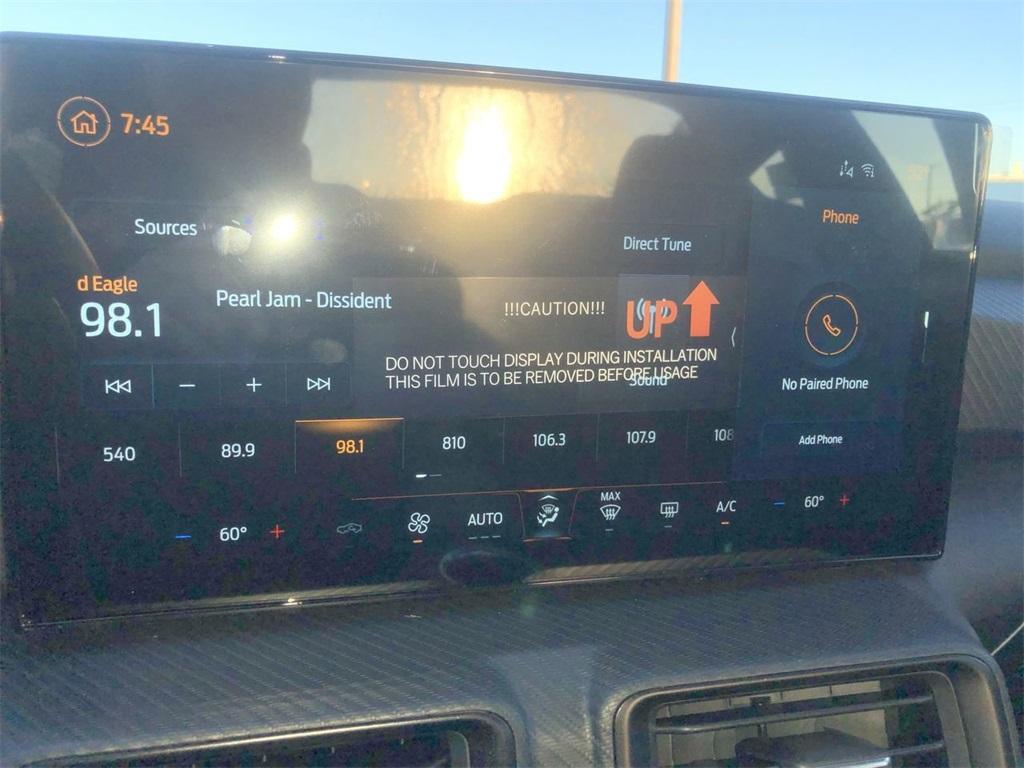 7:45
Phone
Sources
Direct Tune
d Eagle
98.1
Pearl Jam - Dissident
!!!CAUTION!!!
UP
DO NOT TOUCH DISPLAY DURING INSTALLATION
THIS FILM IS TO BE REMOVED BEFORE USAGE
Sound
No Paired Phone
Add Phone
540
89.9
98.1
810
106.3
107.9
108
60°
AUTO
MAX
A/C
60°